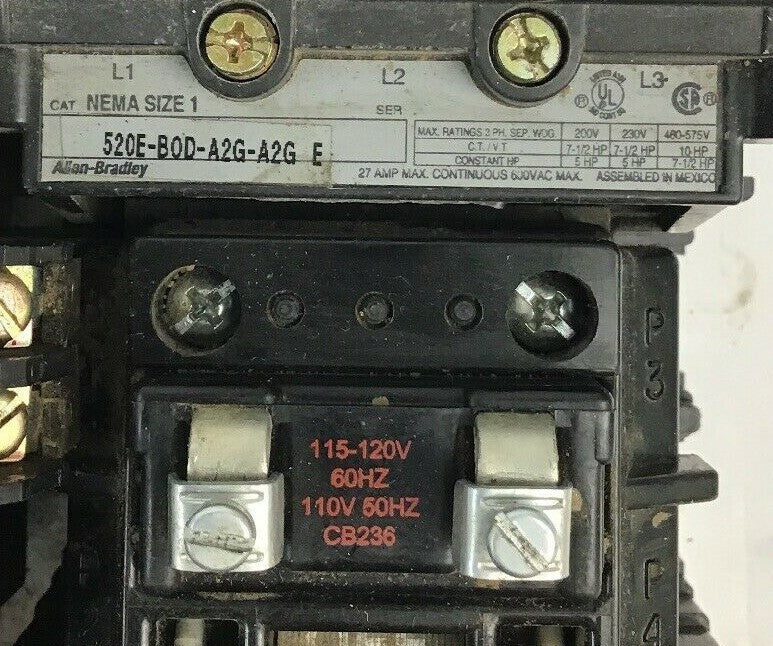 L1 L2 L3
CAT NEMA SIZE 1 SER
520E-BOD-A2G-A2G E
Allen-Bradley
MAX. RATINGS 2 PH. SEP. WDG. 200V 230V 460-575V
C.T. / V.T. 7-1/2 HP 7-1/2 HP 10 HP
CONSTANT HP 5 HP 5 HP 7-1/2 HP
27 AMP MAX. CONTINUOUS 600VAC MAX. ASSEMBLED IN MEXICO
UL
115-120V
60HZ
110V 50HZ
CB236
P3
P4